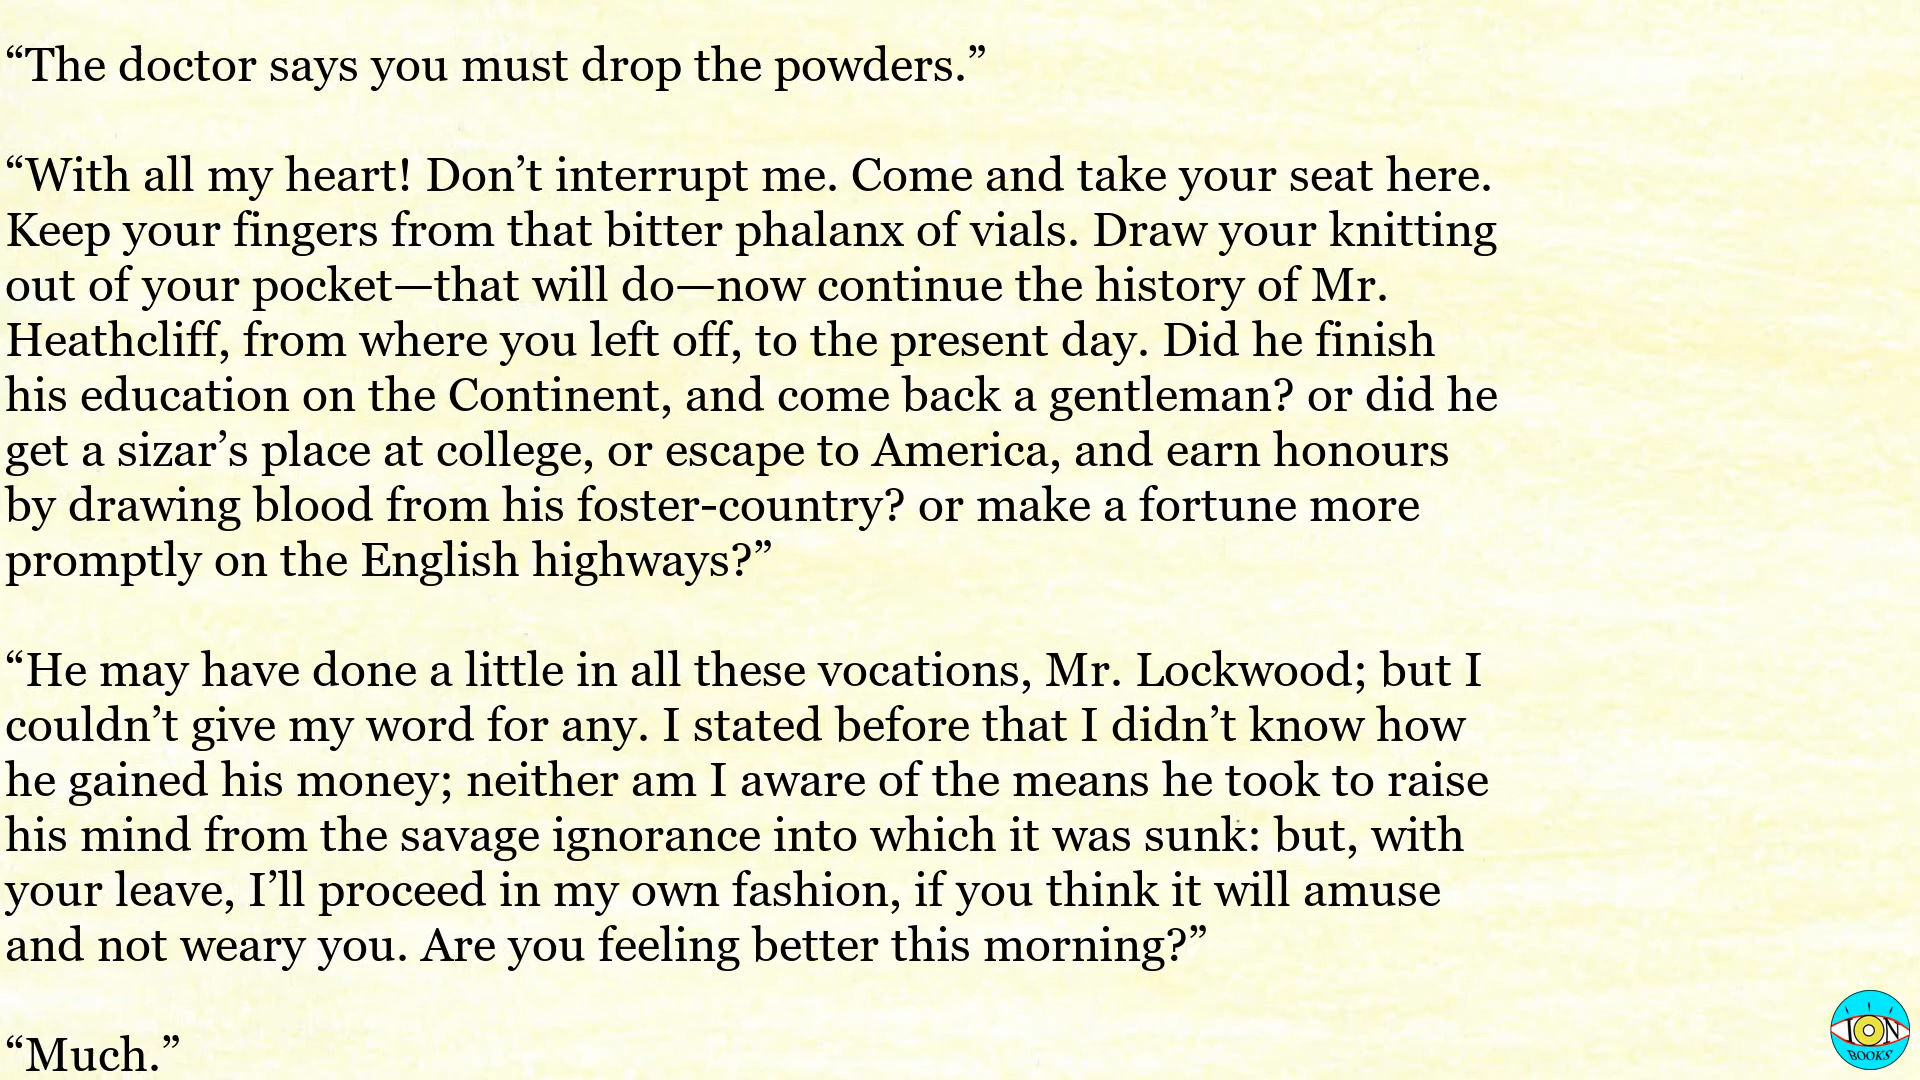 “The doctor says you must drop the powders.”
“With all my heart! Don’t interrupt me. Come and take your seat here.
Keep your fingers from that bitter phalanx of vials. Draw your knitting
out of your pocket—that will do—now continue the history of Mr.
Heathcliff, from where you left off, to the present day. Did he finish
his education on the Continent, and come back a gentleman? or did he
get a sizar’s place at college, or escape to America, and earn honours
by drawing blood from his foster-country? or make a fortune more
promptly on the English highways?”
“He may have done a little in all these vocations, Mr. Lockwood; but I
couldn’t give my word for any. I stated before that I didn’t know how
he gained his money; neither am I aware of the means he took to raise
his mind from the savage ignorance into which it was sunk: but, with
your leave, I’ll proceed in my own fashion, if you think it will amuse
and not weary you. Are you feeling better this morning?”
“Much.”
ION
BOOKS